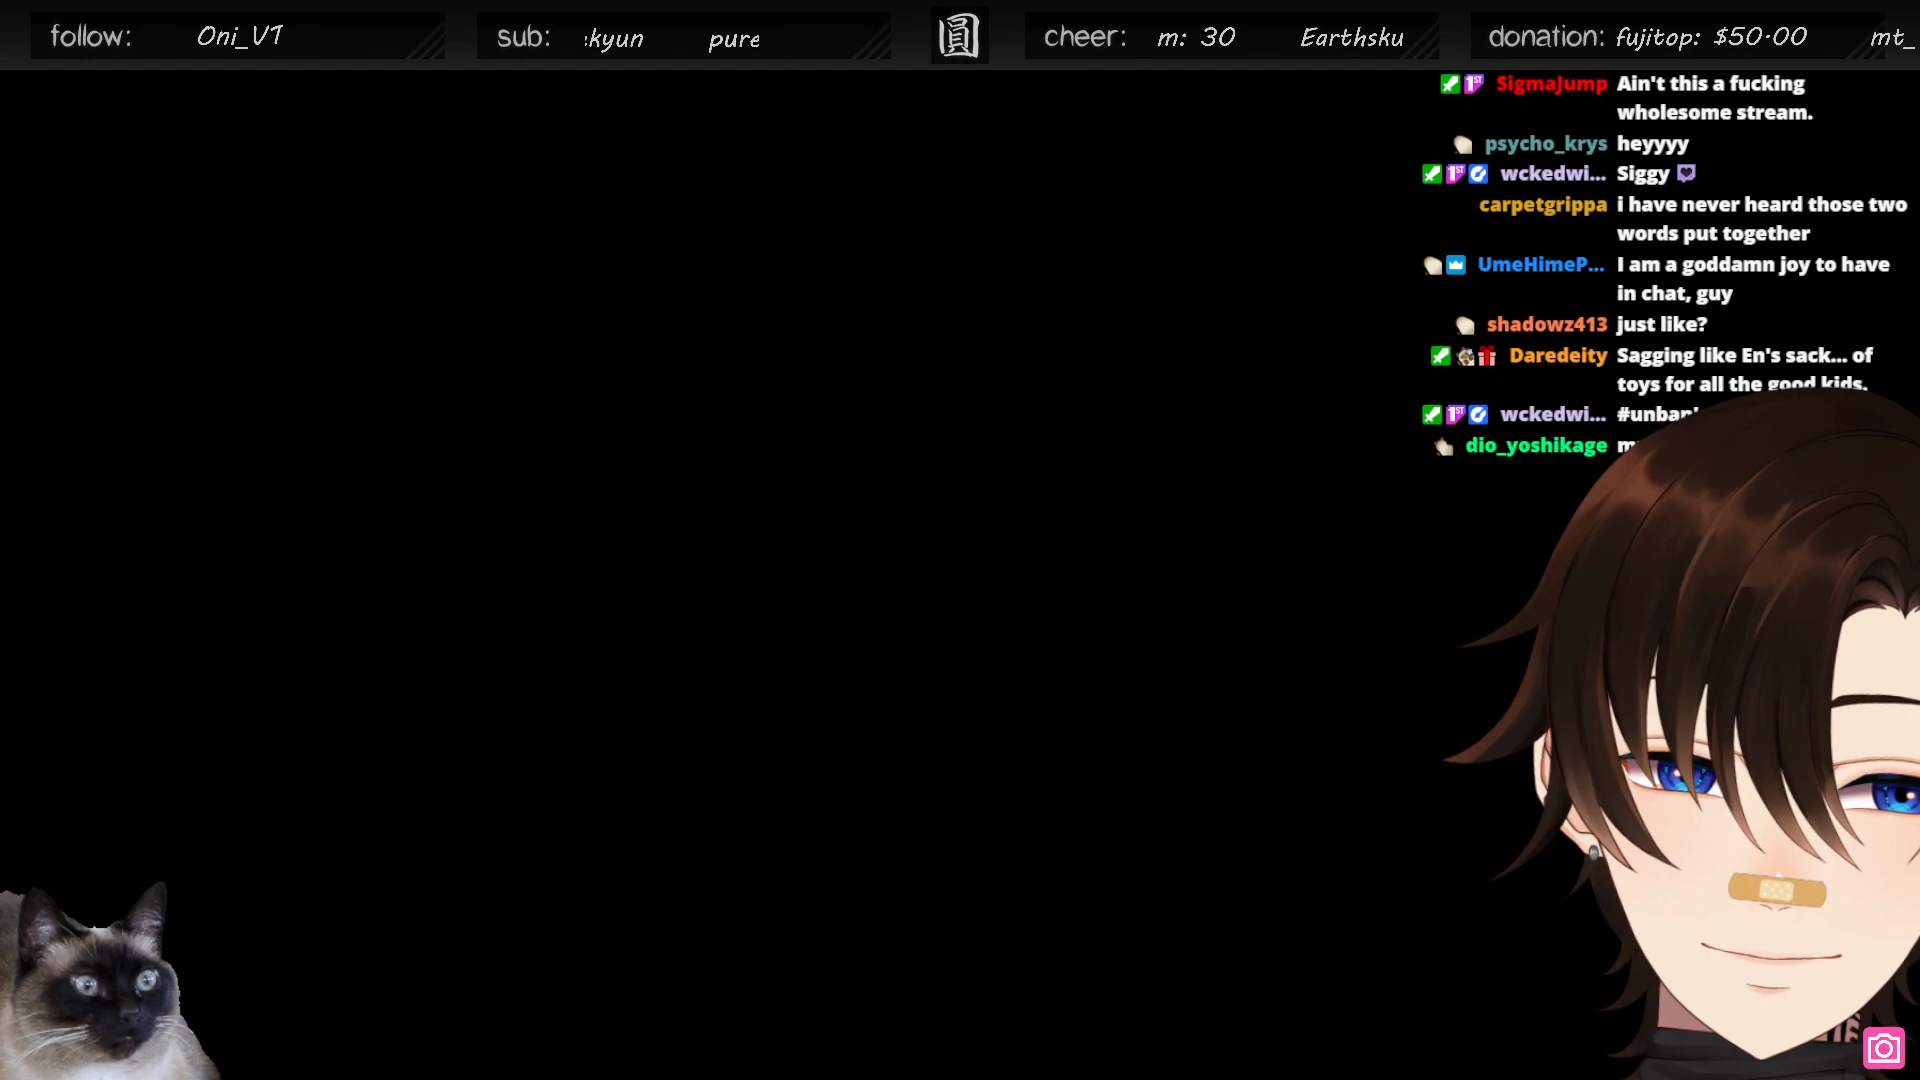 follow: Oni_VT sub: :kyun pure 圓 cheer: m: 30 Earthsku donation: fujitop: $50.00 mt_
SigmaJump Ain't this a fucking
wholesome stream.
psycho_krys heyyyy
wckedwi... Siggy
carpetgrippa i have never heard those two
words put together
UmeHimeP... I am a goddamn joy to have
in chat, guy
shadowz413 just like?
Daredeity Sagging like En's sack... of
toys for all the good kids.
wckedwi... #unban'
dio_yoshikage